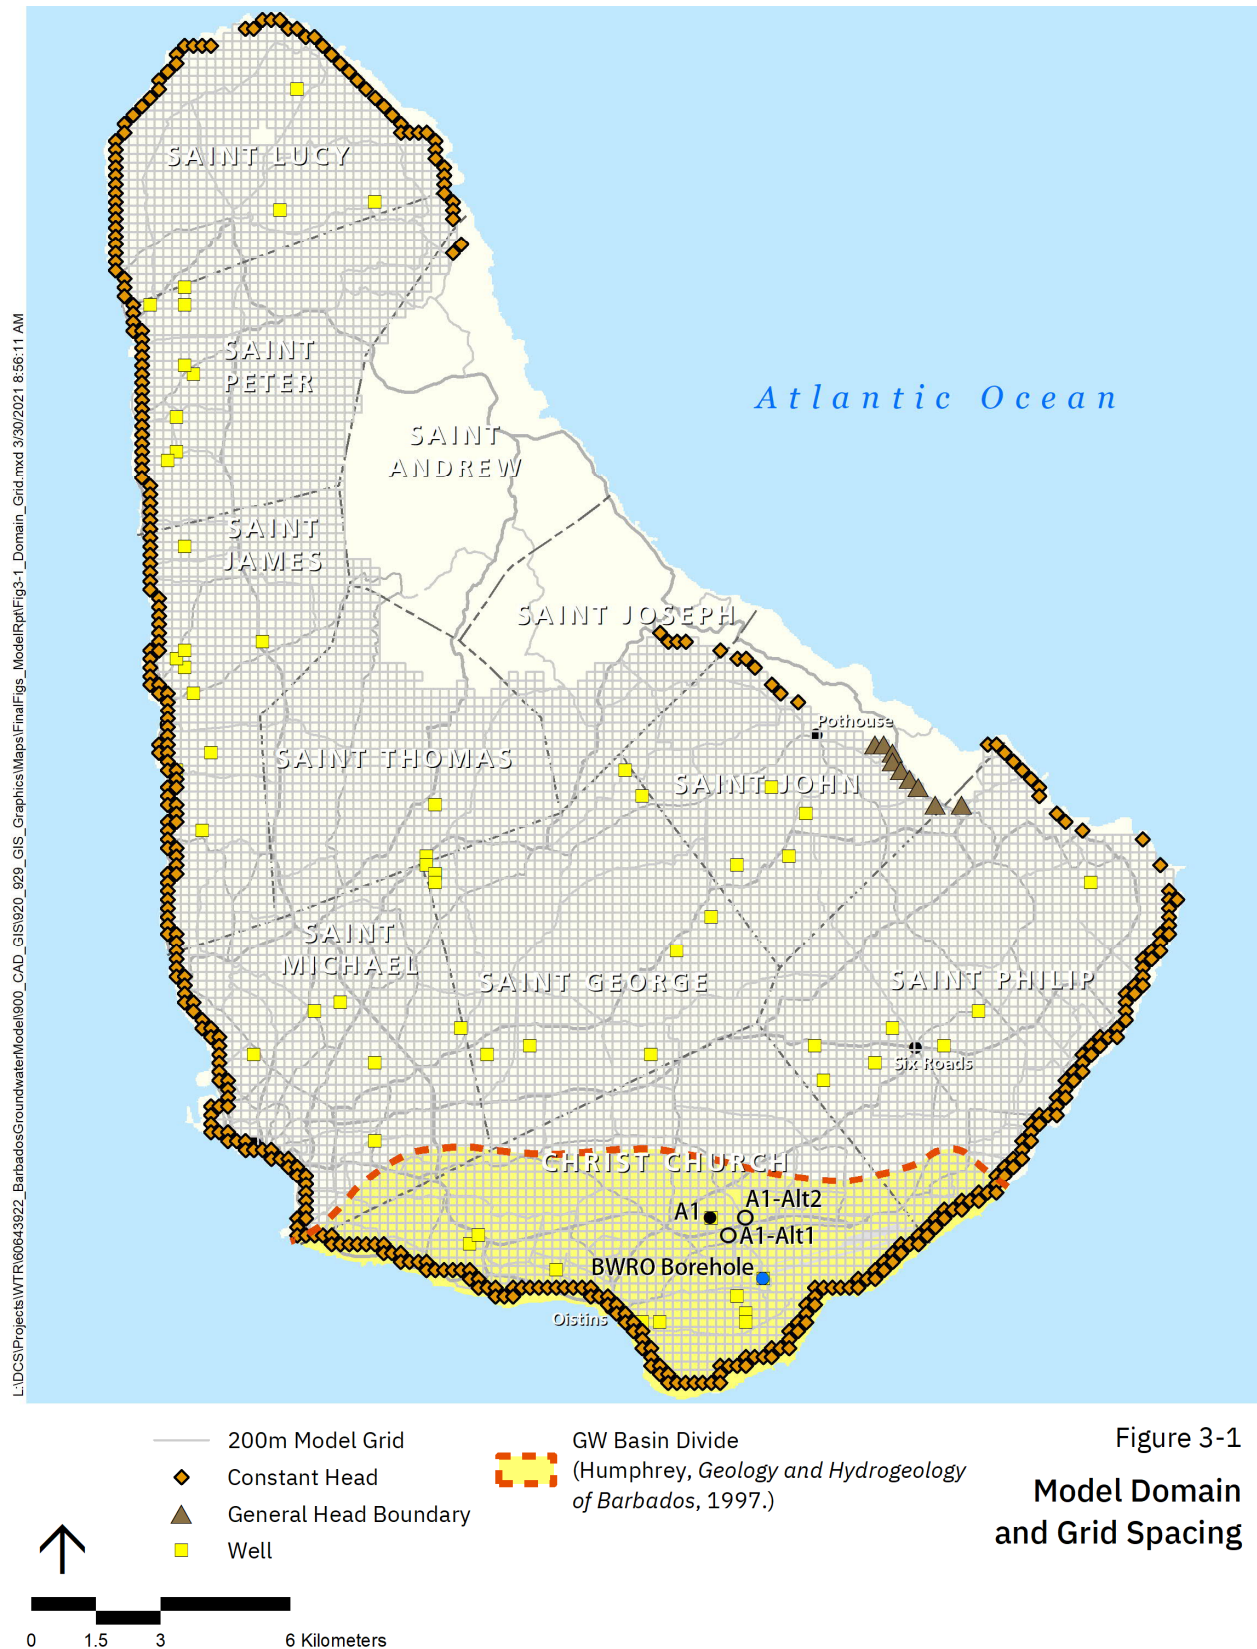 L:\DCS\Projects\WTR\60643922_BarbadosGroundwaterModel\900_CAD_GIS\920_929_GIS_Graphics\Maps\FinalFigs_ModelRpt\Fig3-1_Domain_Grid.mxd 3/30/2021 8:56:11 AM
SAINT LUCY
SAINT
PETER
Atlantic Ocean
SAINT
ANDREW
SAINT
JAMES
SAINT JOSEPH
Pothouse
SAINT THOMAS
SAINT JOHN
SAINT
MICHAEL
SAINT GEORGE
SAINT PHILIP
Six Roads
CHRIST CHURCH
A1-Alt2
A1
A1-Alt1
BWRO Borehole
Oistins
200m Model Grid
Constant Head
General Head Boundary
Well
GW Basin Divide
(Humphrey, Geology and Hydrogeology
of Barbados, 1997.)
Figure 3-1
Model Domain
and Grid Spacing
0 1.5 3 6 Kilometers